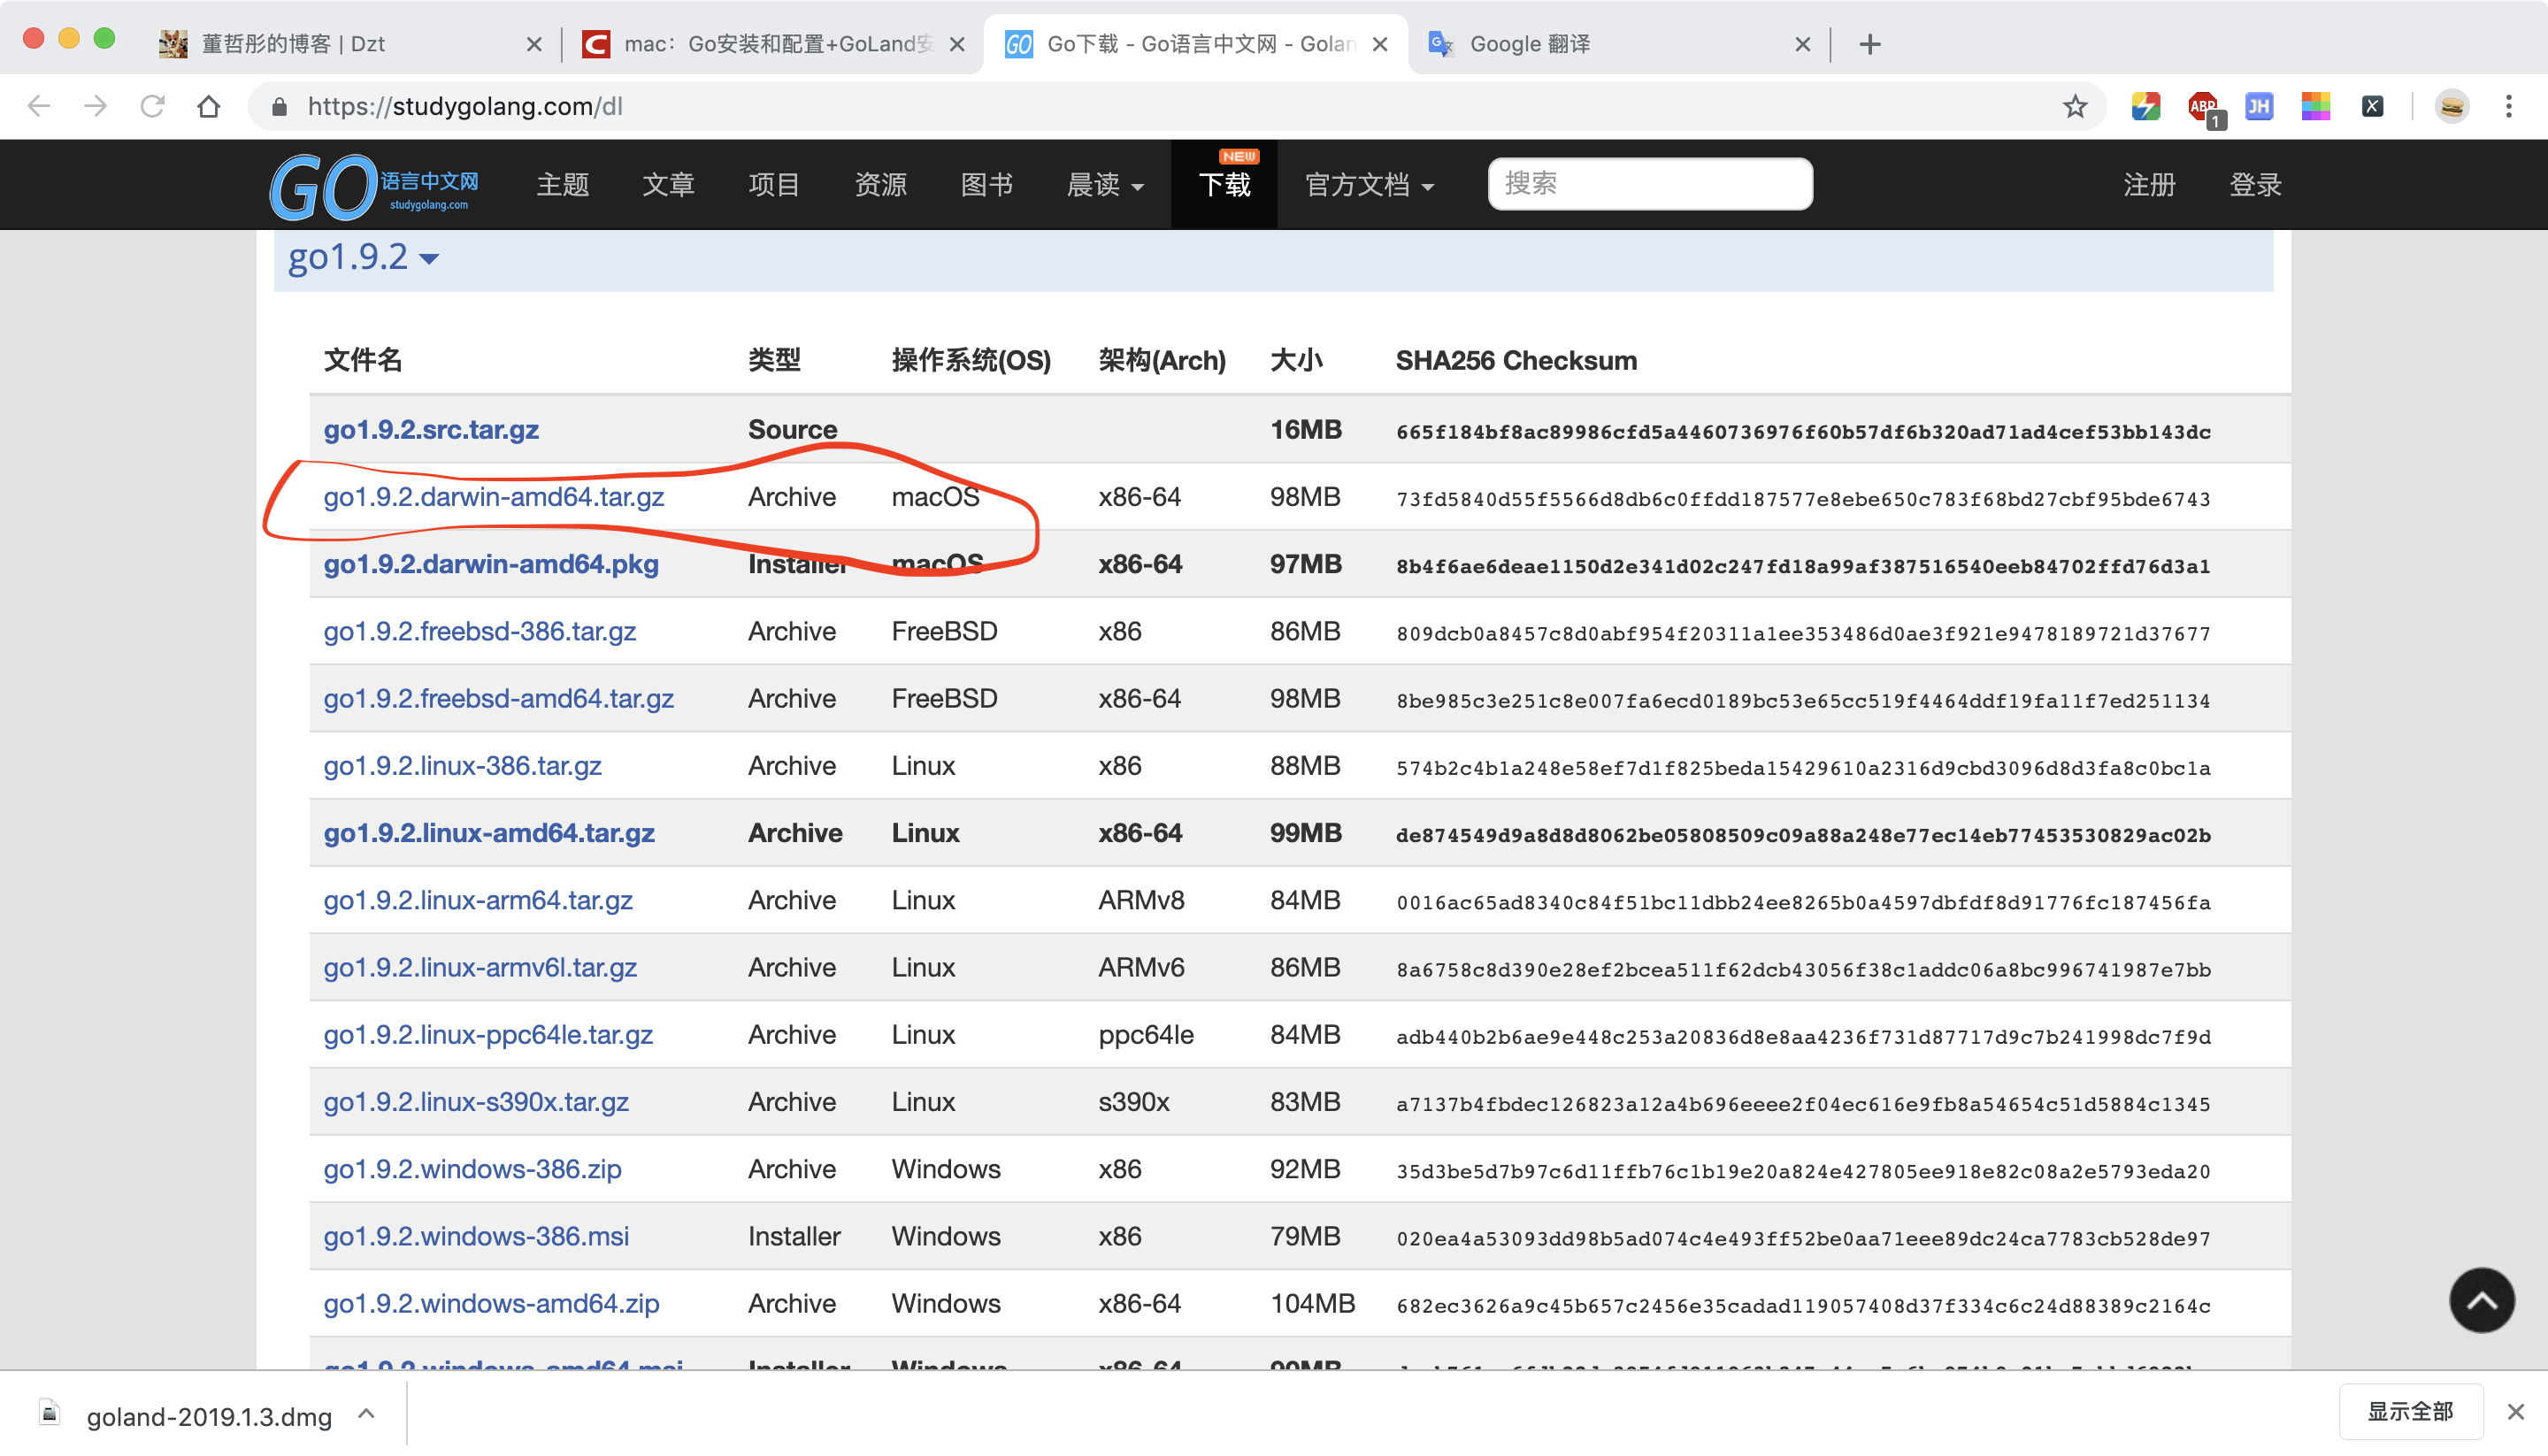 董哲彤的博客 | Dzt
mac：Go安装和配置+GoLand安
Go下载 - Go语言中文网 - Golan
Google 翻译
https://studygolang.com/dl
ABP
1
JH
X
GO语言中文网
studygolang.com
主题
文章
项目
资源
图书
晨读
NEW
下载
官方文档
搜索
注册
登录
go1.9.2
文件名 类型 操作系统(OS) 架构(Arch) 大小 SHA256 Checksum
go1.9.2.src.tar.gz Source 16MB 665f184bf8ac89986cfd5a4460736976f60b57df6b320ad71ad4cef53bb143dc
go1.9.2.darwin-amd64.tar.gz Archive macOS x86-64 98MB 73fd5840d55f5566d8db6c0ffdd187577e8ebe650c783f68bd27cbf95bde6743
go1.9.2.darwin-amd64.pkg Installer macOS x86-64 97MB 8b4f6ae6deae1150d2e341d02c247fd18a99af387516540eeb84702ffd76d3a1
go1.9.2.freebsd-386.tar.gz Archive FreeBSD x86 86MB 809dcb0a8457c8d0abf954f20311a1ee353486d0ae3f921e9478189721d37677
go1.9.2.freebsd-amd64.tar.gz Archive FreeBSD x86-64 98MB 8be985c3e251c8e007fa6ecd0189bc53e65cc519f4464ddf19fa11f7ed251134
go1.9.2.linux-386.tar.gz Archive Linux x86 88MB 574b2c4b1a248e58ef7d1f825beda15429610a2316d9cbd3096d8d3fa8c0bc1a
go1.9.2.linux-amd64.tar.gz Archive Linux x86-64 99MB de874549d9a8d8d8062be05808509c09a88a248e77ec14eb77453530829ac02b
go1.9.2.linux-arm64.tar.gz Archive Linux ARMv8 84MB 0016ac65ad8340c84f51bc11dbb24ee8265b0a4597dbfdf8d91776fc187456fa
go1.9.2.linux-armv6l.tar.gz Archive Linux ARMv6 86MB 8a6758c8d390e28ef2bcea511f62dcb43056f38c1addc06a8bc996741987e7bb
go1.9.2.linux-ppc64le.tar.gz Archive Linux ppc64le 84MB adb440b2b6ae9e448c253a20836d8e8aa4236f731d87717d9c7b241998dc7f9d
go1.9.2.linux-s390x.tar.gz Archive Linux s390x 83MB a7137b4fbdec126823a12a4b696eeee2f04ec616e9fb8a54654c51d5884c1345
go1.9.2.windows-386.zip Archive Windows x86 92MB 35d3be5d7b97c6d11ffb76c1b19e20a824e427805ee918e82c08a2e5793eda20
go1.9.2.windows-386.msi Installer Windows x86 79MB 020ea4a53093dd98b5ad074c4e493ff52be0aa71eee89dc24ca7783cb528de97
go1.9.2.windows-amd64.zip Archive Windows x86-64 104MB 682ec3626a9c45b657c2456e35cadad119057408d37f334c6c24d88389c2164c
go1.9.2.windows-amd64.msi Installer Windows x86-64 90MB
goland-2019.1.3.dmg
显示全部